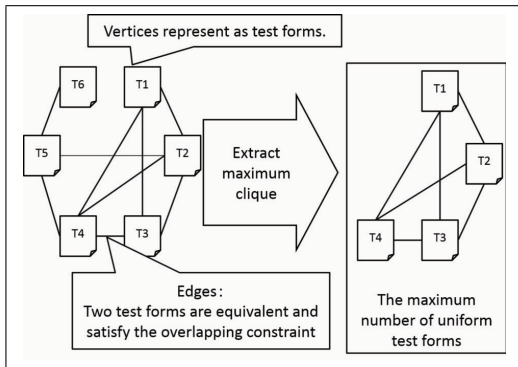 Vertices represent as test forms.
T6
T1
T5
T2
T4
T3
Extract
maximum
clique
Edges:
Two test forms are equivalent and
satisfy the overlapping constraint
T1
T2
T4
T3
The maximum
number of uniform
test forms